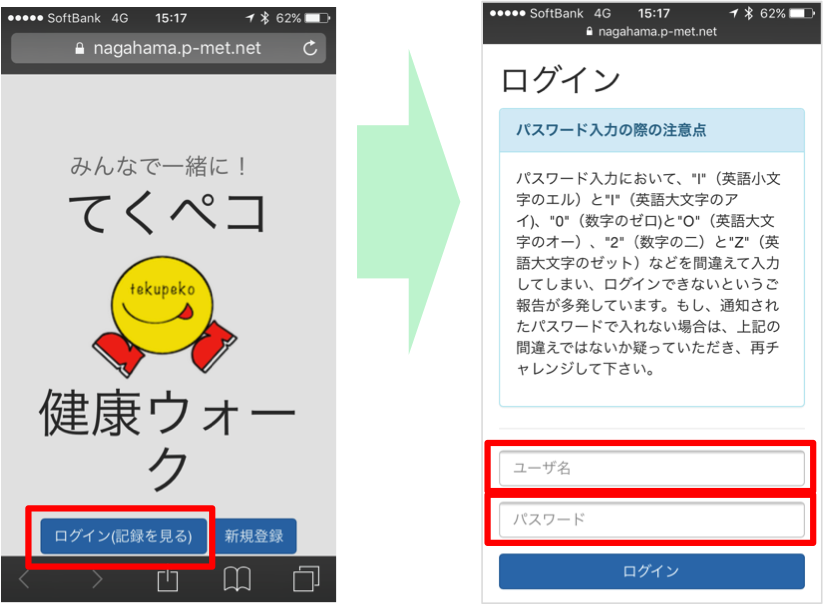 SoftBank 4G 15:17 62%
nagahama.p-met.net
みんなで一緒に！
てくペコ
tekupeko
健康ウォー
ク
ログイン(記録を見る)
新規登録
SoftBank 4G 15:17 62%
nagahama.p-met.net
ログイン
パスワード入力の際の注意点
パスワード入力において、"l"（英語小文
字のエル）と"I"（英語大文字のア
イ)、"0"（数字のゼロ)と"O"（英語大文
字のオー）、"2"（数字の二）と"Z"（英
語大文字のゼット）などを間違えて入力
してしまい、ログインできないというご
報告が多発しています。もし、通知され
たパスワードで入れない場合は、上記の
間違えではないか疑っていただき、再チ
ャレンジして下さい。
ユーザ名
パスワード
ログイン